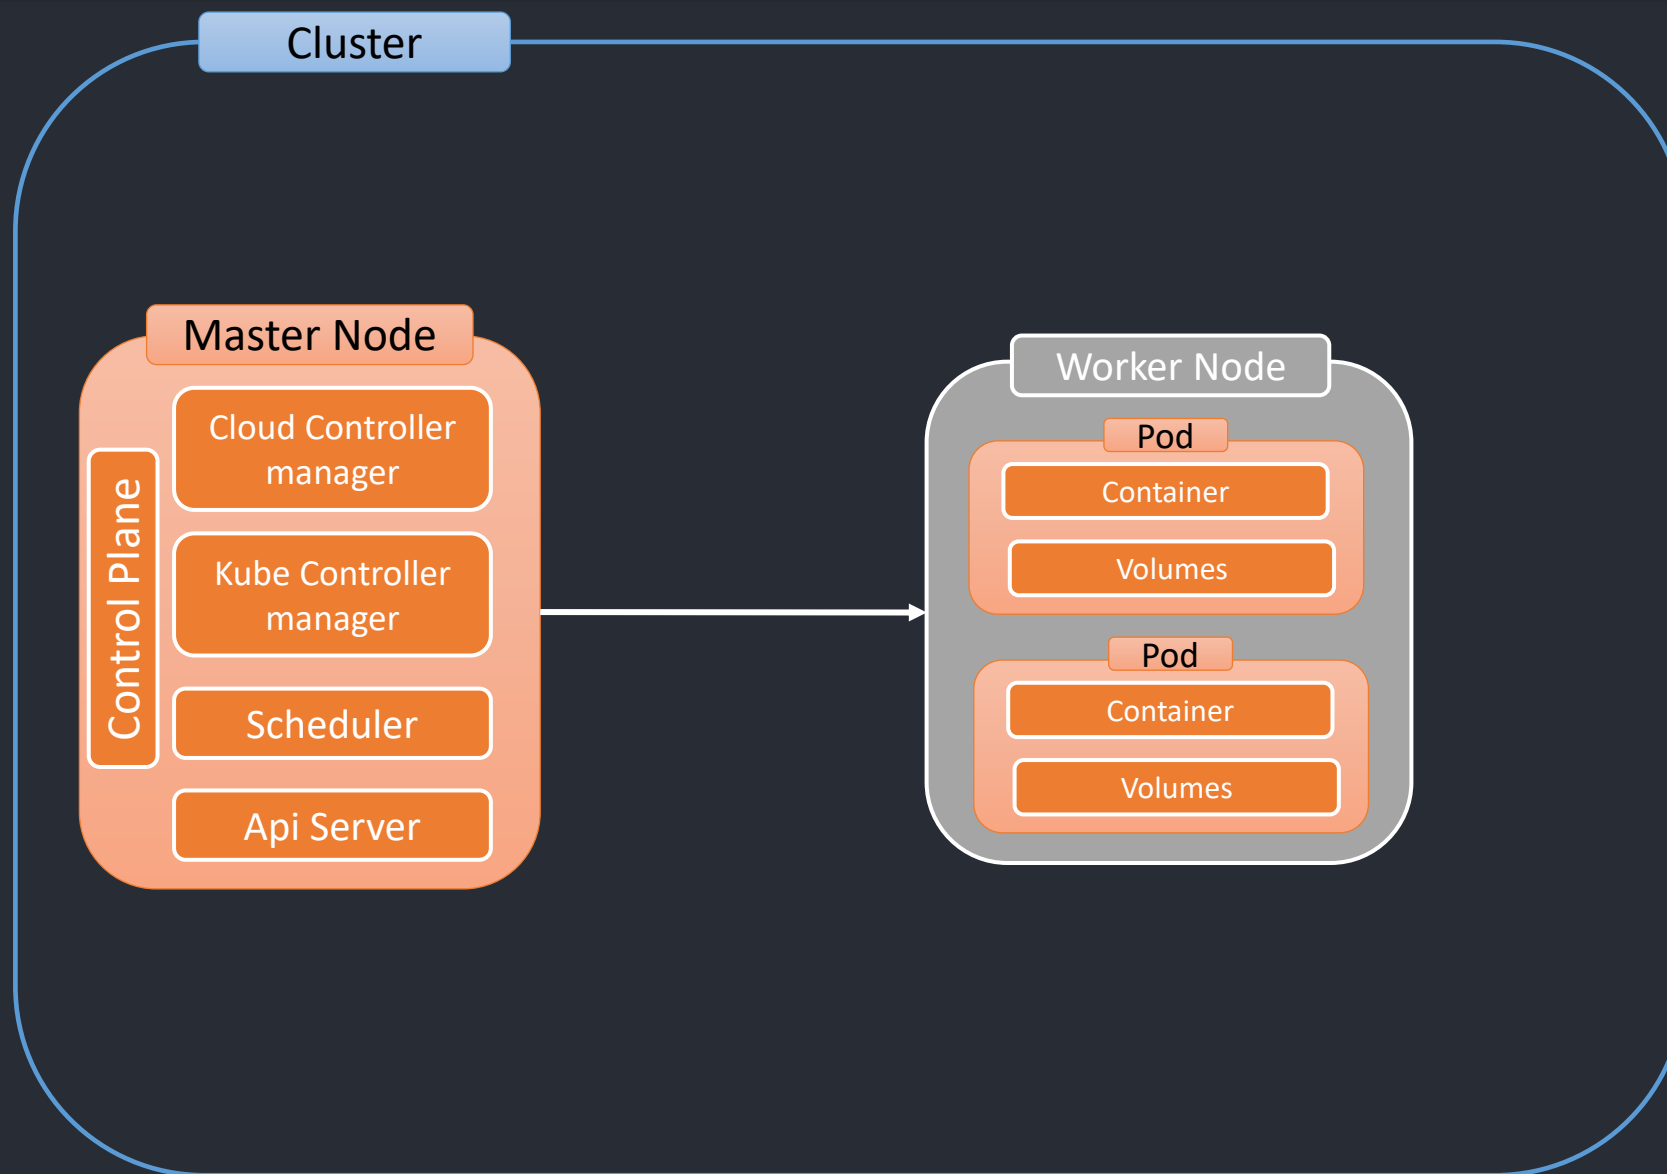 Cluster
Master Node
Control Plane
Cloud Controller
manager
Kube Controller
manager
Scheduler
Api Server
Worker Node
Pod
Container
Volumes
Pod
Container
Volumes